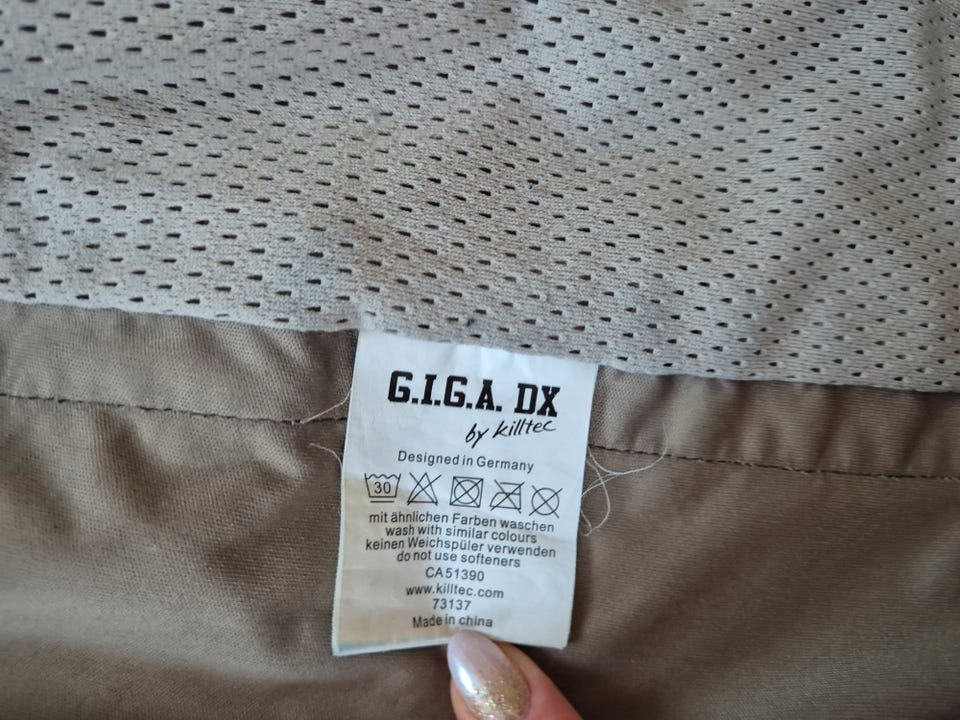 G.I.G.A. DX
by killtec
Designed in Germany
30
mit ähnlichen Farben waschen
wash with similar colours
keinen Weichspüler verwenden
do not use softeners
CA51390
www.killtec.com
73137
Made in china